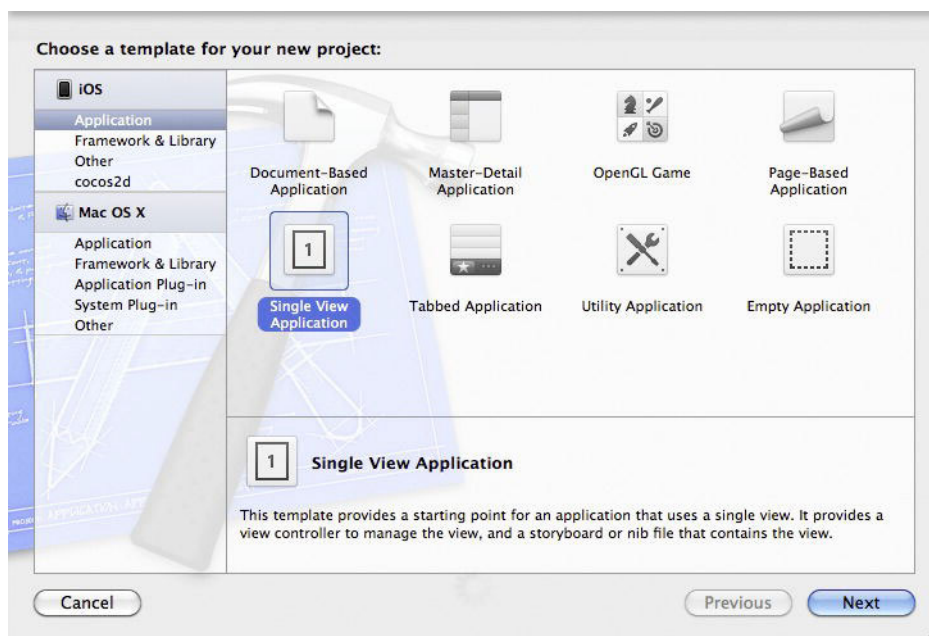 Choose a template for your new project:
iOS
Application
Framework & Library
Other
cocos2d
Mac OS X
Application
Framework & Library
Application Plug-in
System Plug-in
Other
Document-Based
Application
Master-Detail
Application
OpenGL Game
Page-Based
Application
1
Single View
Application
Tabbed Application
Utility Application
Empty Application
1
Single View Application
This template provides a starting point for an application that uses a single view. It provides a
view controller to manage the view, and a storyboard or nib file that contains the view.
Cancel
Previous
Next